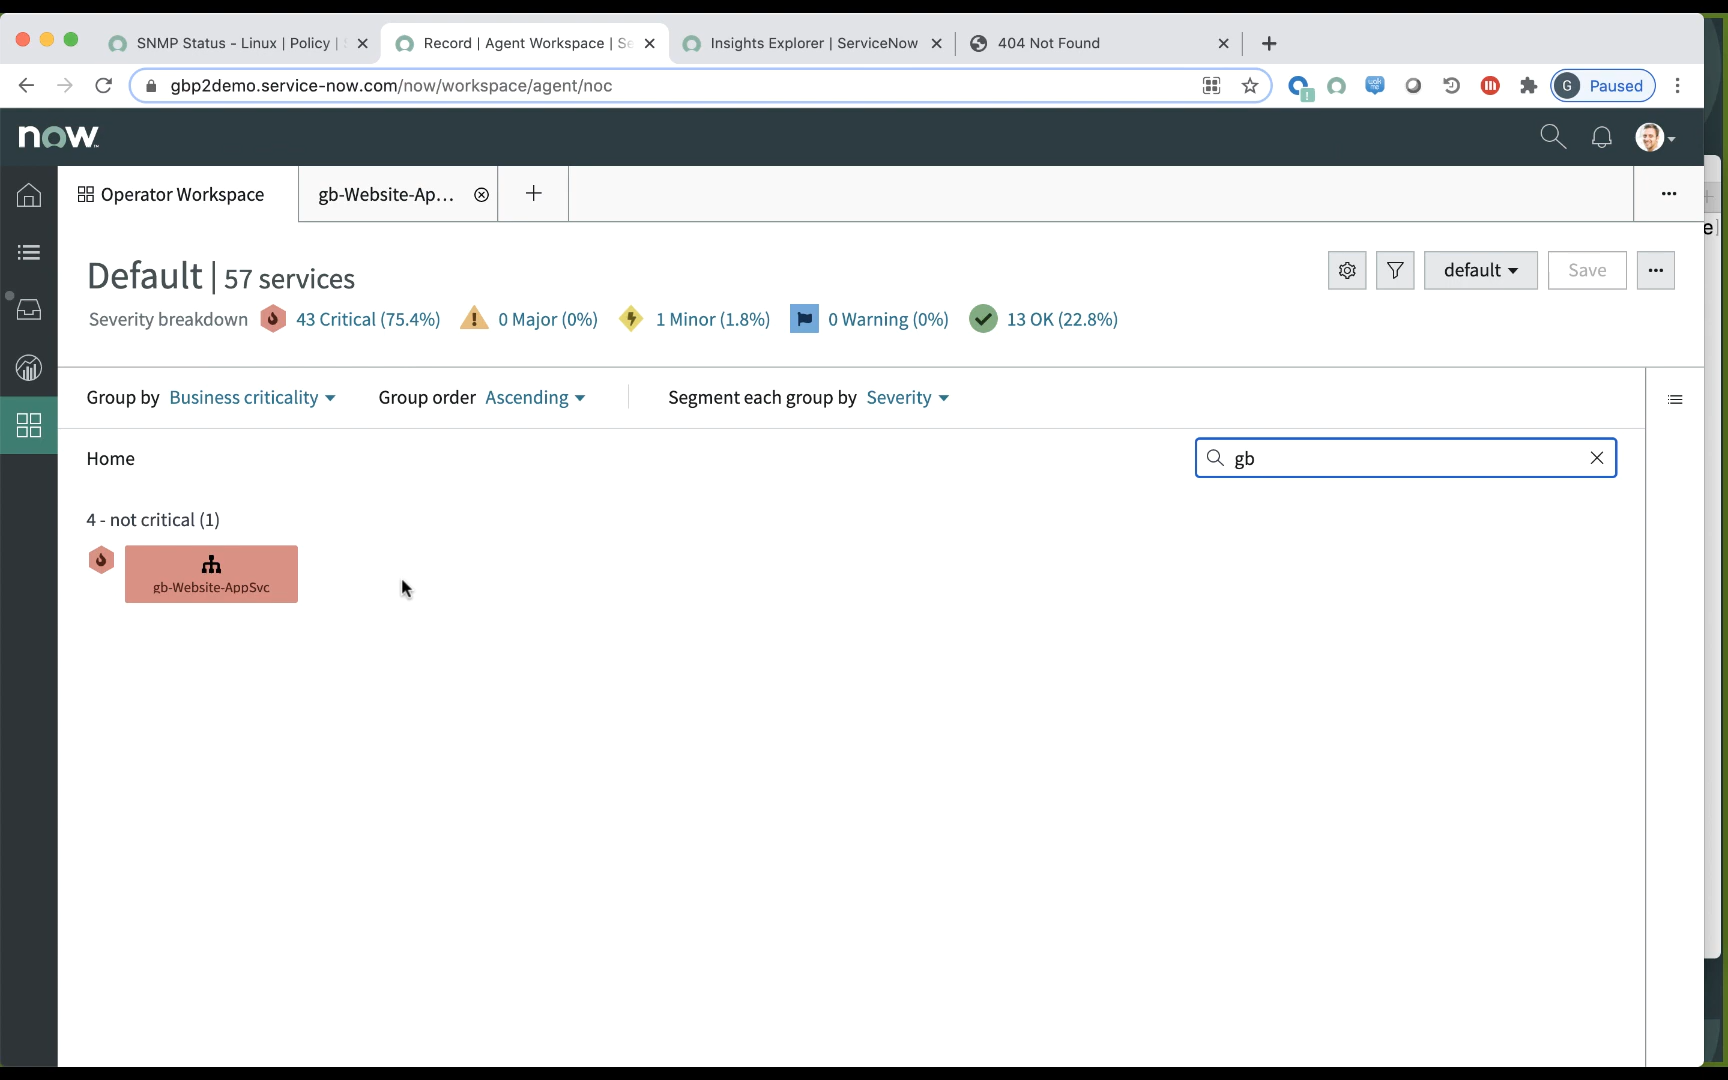 SNMP Status - Linux | Policy |
Record | Agent Workspace | Se
Insights Explorer | ServiceNow
404 Not Found
gbp2demo.service-now.com/now/workspace/agent/noc
G Paused
now
Operator Workspace
gb-Website-Ap...
Default | 57 services
default
Save
Severity breakdown
43 Critical (75.4%)
0 Major (0%)
1 Minor (1.8%)
0 Warning (0%)
13 OK (22.8%)
Group by Business criticality
Group order Ascending
Segment each group by Severity
Home
gb
4 - not critical (1)
gb-Website-AppSvc
e]